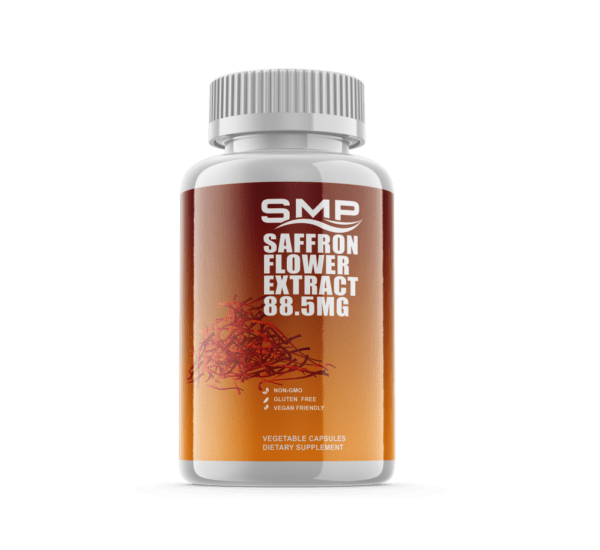 SMP
SAFFRON
FLOWER
EXTRACT
88.5MG
NON-GMO
GLUTEN FREE
VEGAN FRIENDLY
VEGETABLE CAPSULES
DIETARY SUPPLEMENT